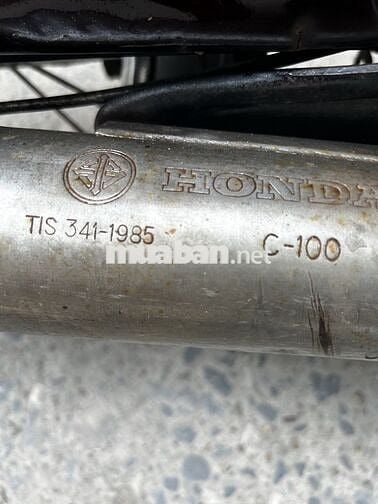 HONDA
TIS 341-1985 C-100
muaban.net